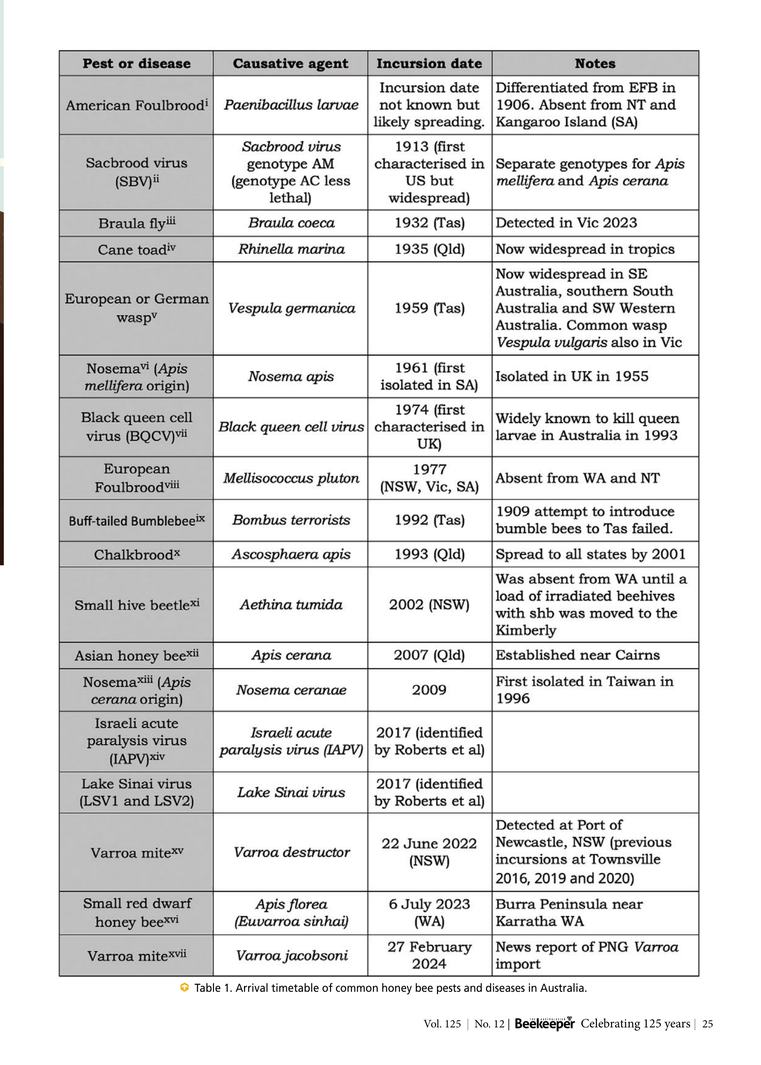 Pest or disease Causative agent Incursion date Notes
American Foulbroodⁱ Paenibacillus larvae Incursion date
not known but
likely spreading. Differentiated from EFB in
1906. Absent from NT and
Kangaroo Island (SA)
Sacbrood virus
(SBV)ⁱⁱ Sacbrood virus
genotype AM
(genotype AC less
lethal) 1913 (first
characterised in
US but
widespread) Separate genotypes for Apis
mellifera and Apis cerana
Braula flyⁱⁱⁱ Braula coeca 1932 (Tas) Detected in Vic 2023
Cane toadⁱᵛ Rhinella marina 1935 (Qld) Now widespread in tropics
European or German
waspᵛ Vespula germanica 1959 (Tas) Now widespread in SE
Australia, southern South
Australia and SW Western
Australia. Common wasp
Vespula vulgaris also in Vic
Nosemaᵛⁱ (Apis
mellifera origin) Nosema apis 1961 (first
isolated in SA) Isolated in UK in 1955
Black queen cell
virus (BQCV)ᵛⁱⁱ Black queen cell virus 1974 (first
characterised in
UK) Widely known to kill queen
larvae in Australia in 1993
European
Foulbroodᵛⁱⁱⁱ Mellisococcus pluton 1977
(NSW, Vic, SA) Absent from WA and NT
Buff-tailed Bumblebeeⁱˣ Bombus terrorists 1992 (Tas) 1909 attempt to introduce
bumble bees to Tas failed.
Chalkbroodˣ Ascosphaera apis 1993 (Qld) Spread to all states by 2001
Small hive beetleˣⁱ Aethina tumida 2002 (NSW) Was absent from WA until a
load of irradiated beehives
with shb was moved to the
Kimberly
Asian honey beeˣⁱⁱ Apis cerana 2007 (Qld) Established near Cairns
Nosemaˣⁱⁱⁱ (Apis
cerana origin) Nosema ceranae 2009 First isolated in Taiwan in
1996
Israeli acute
paralysis virus
(IAPV)ˣⁱᵛ Israeli acute
paralysis virus (IAPV) 2017 (identified
by Roberts et al)
Lake Sinai virus
(LSV1 and LSV2) Lake Sinai virus 2017 (identified
by Roberts et al)
Varroa miteˣᵛ Varroa destructor 22 June 2022
(NSW) Detected at Port of
Newcastle, NSW (previous
incursions at Townsville
2016, 2019 and 2020)
Small red dwarf
honey beeˣᵛⁱ Apis florea
(Euvarroa sinhai) 6 July 2023
(WA) Burra Peninsula near
Karratha WA
Varroa miteˣᵛⁱⁱ Varroa jacobsoni 27 February
2024 News report of PNG Varroa
import
Table 1. Arrival timetable of common honey bee pests and diseases in Australia.
Vol. 125 | No. 12 | Beekeeper Celebrating 125 years | 25